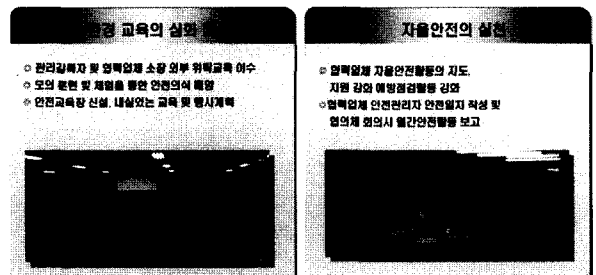 경 교육의 심화
○ 관리감독자 및 협력업체 소장 외부 위탁교육 이수
○ 모의 훈련 및 체험을 통한 안전의식 함양
○ 안전교육장 신설, 내실있는 교육 및 행사계획
자율안전의 실천
○ 협력업체 자율안전활동의 지도,
지원 강화 예방점검활동 강화
○협력업체 안전관리자 안전일지 작성 및
협의체 회의시 월간안전활동 보고